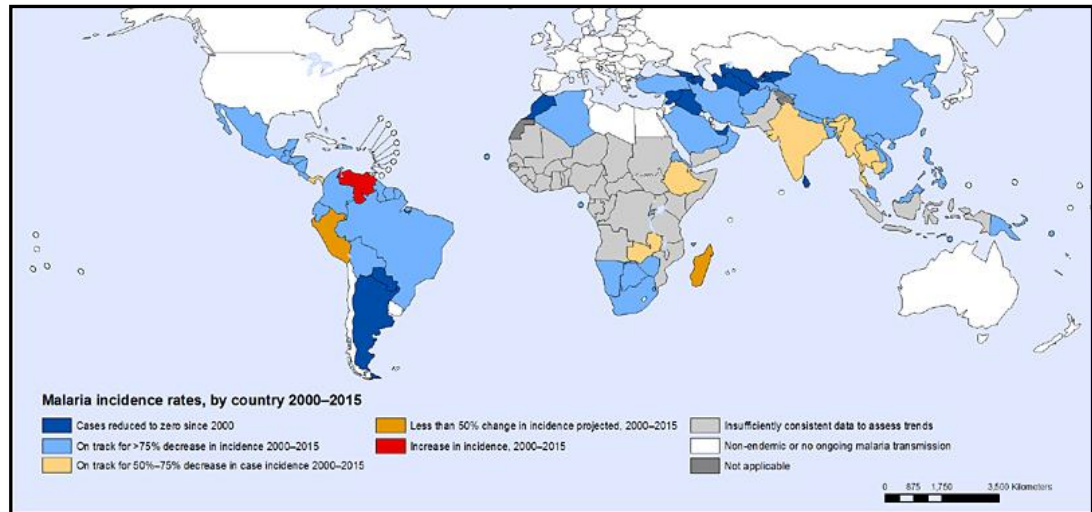 Malaria incidence rates, by country 2000–2015
Cases reduced to zero since 2000
On track for >75% decrease in incidence 2000–2015
On track for 50%–75% decrease in case incidence 2000–2015
Less than 50% change in incidence projected, 2000–2015
Increase in incidence, 2000–2015
Insufficiently consistent data to assess trends
Non-endemic or no ongoing malaria transmission
Not applicable
0 875 1,750 3,500 Kilometers